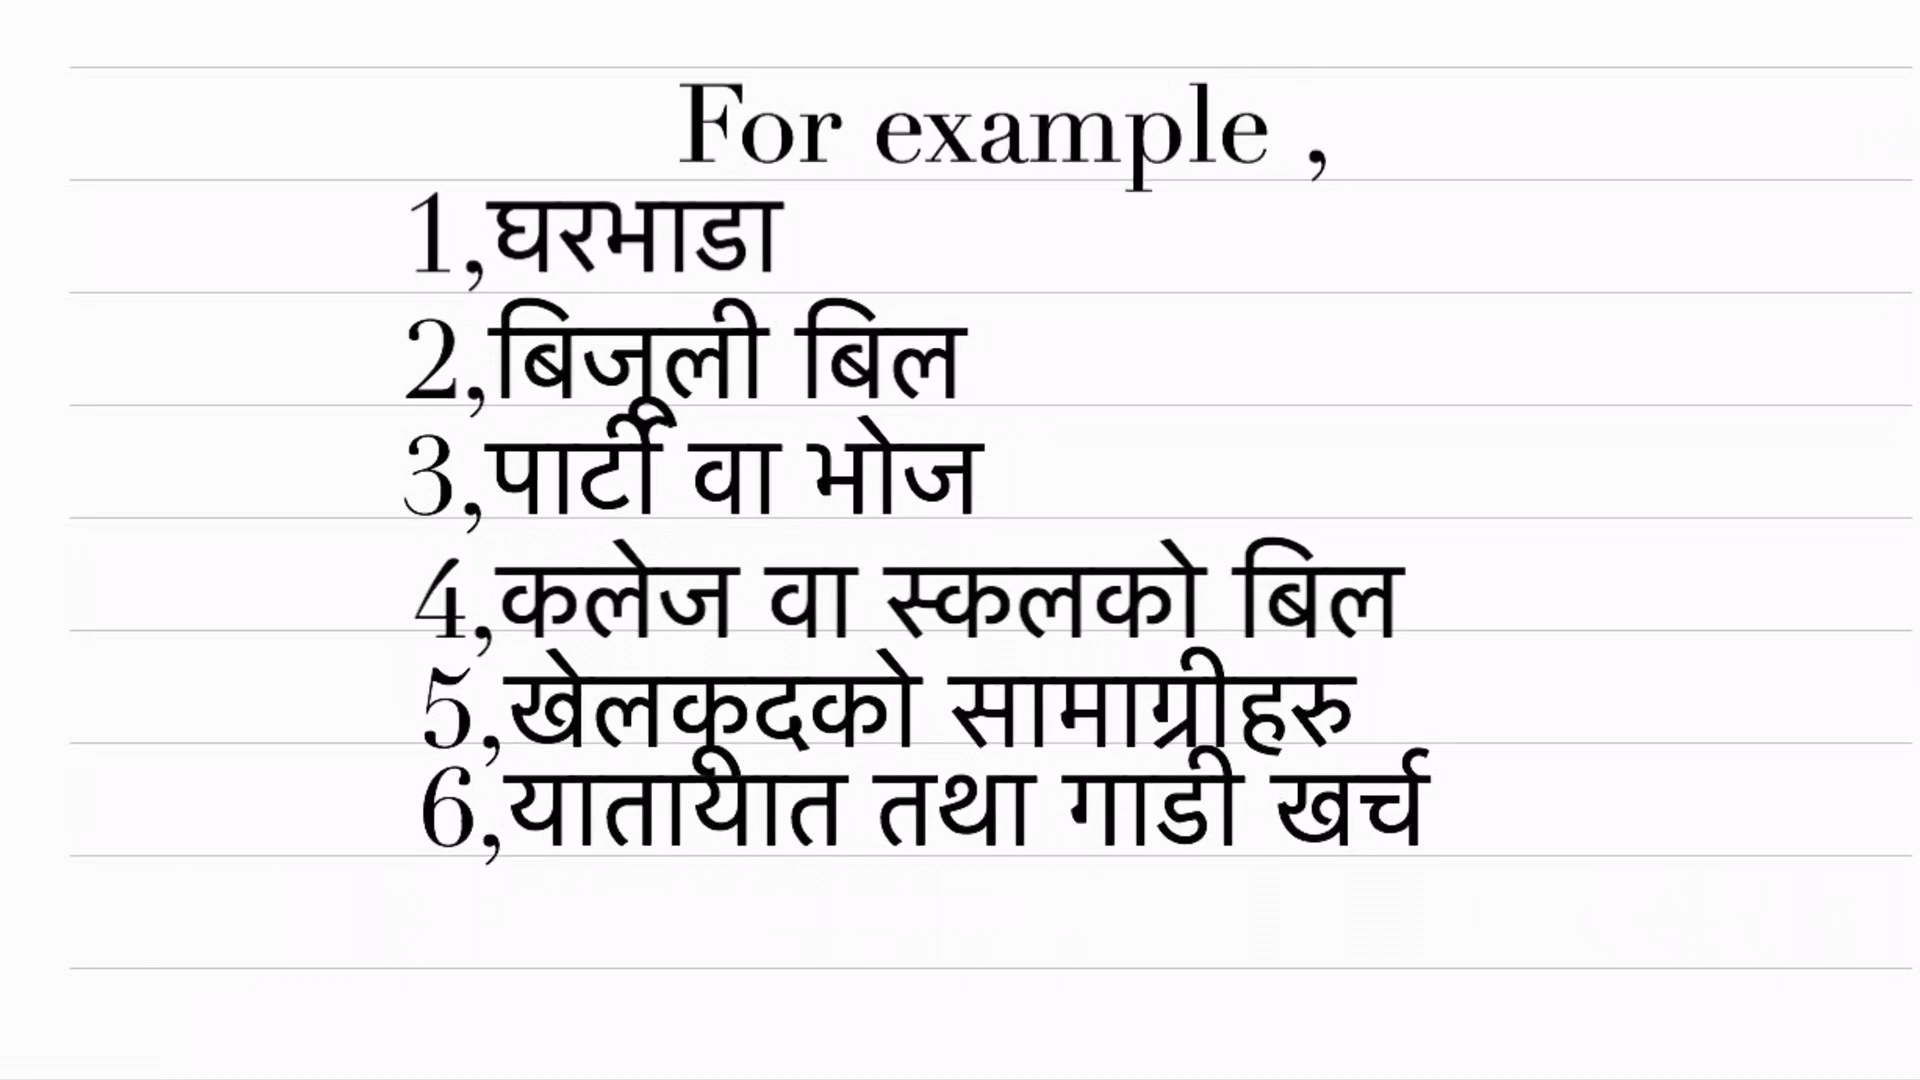 For example ,
1,घरभाडा
2,बिजुली बिल
3,पार्टी वा भोज
4,कलेज वा स्कलको बिल
5,खेलकुदको सामाग्रीहरु
6,यातायात तथा गाडी खर्च